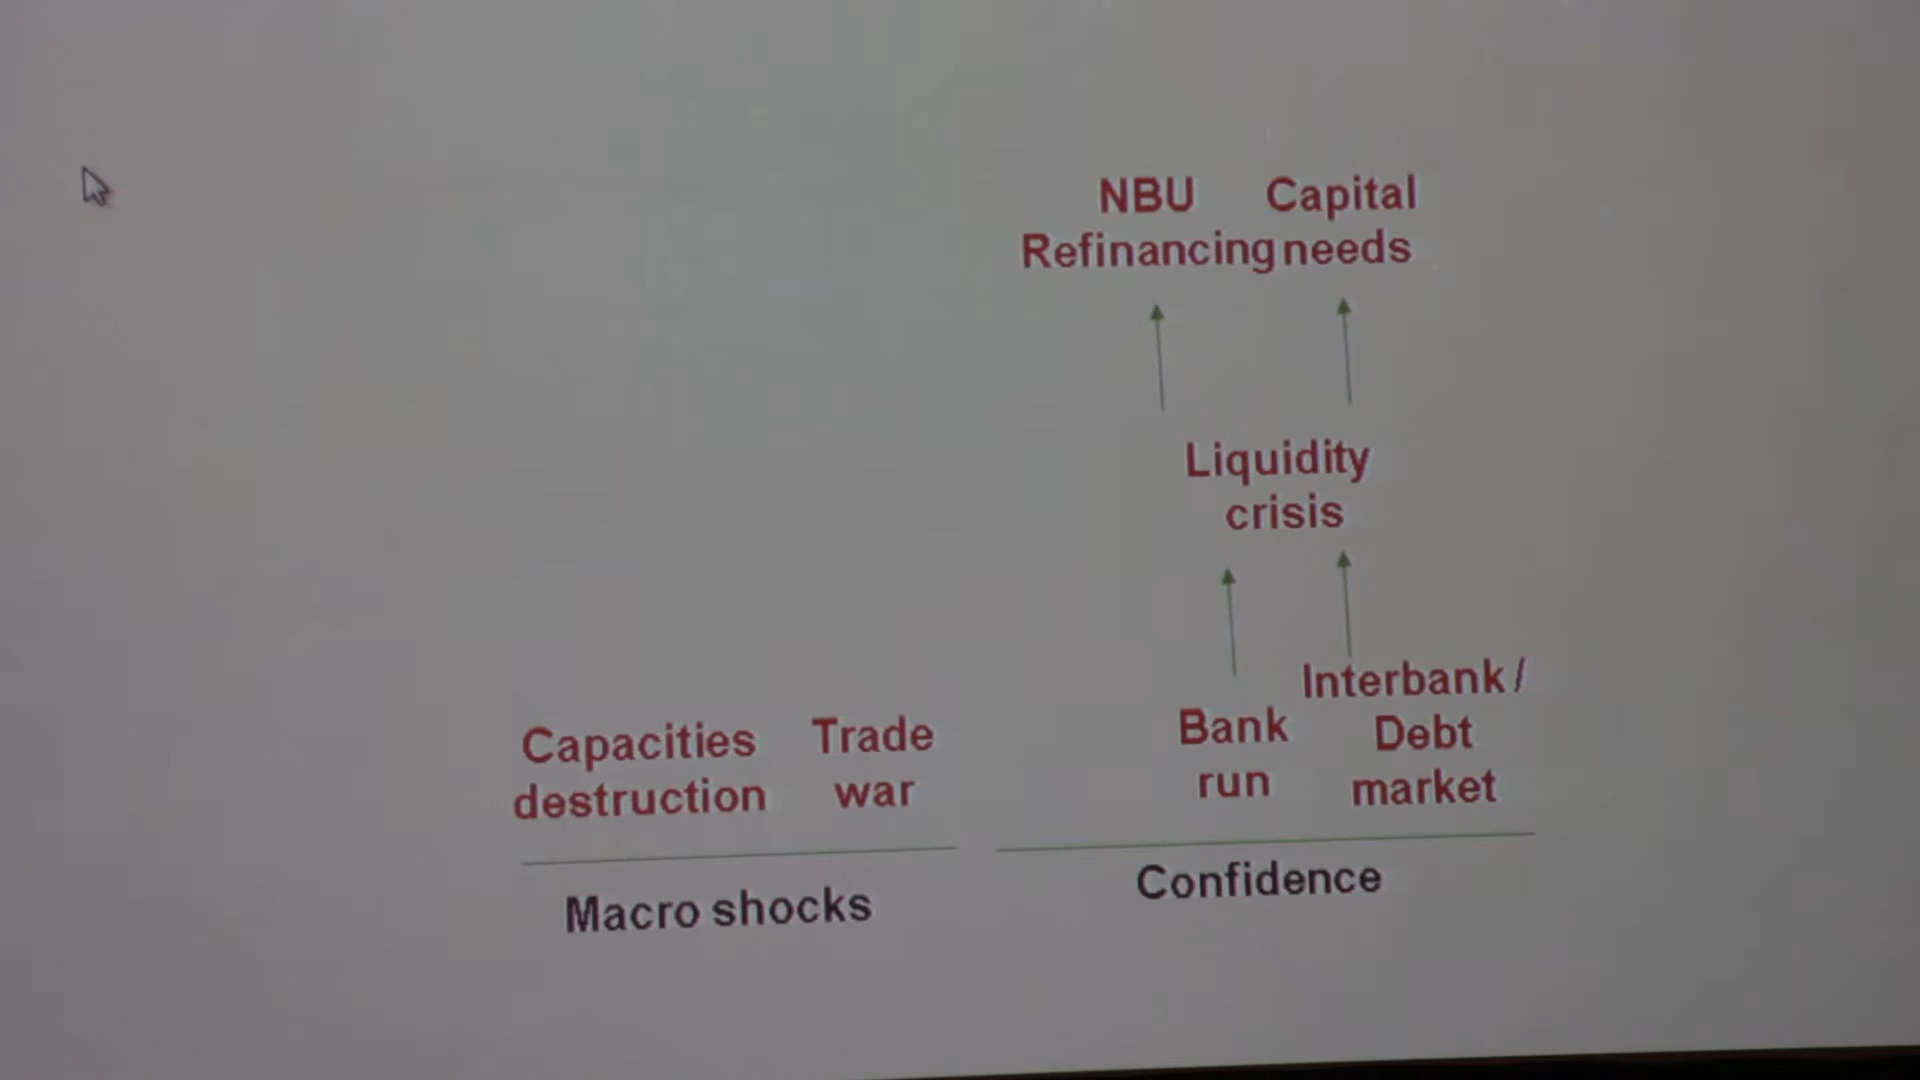 NBU Capital
Refinancing needs
Liquidity
crisis
Interbank /
Bank Debt
run market
Capacities Trade
destruction war
Macro shocks
Confidence